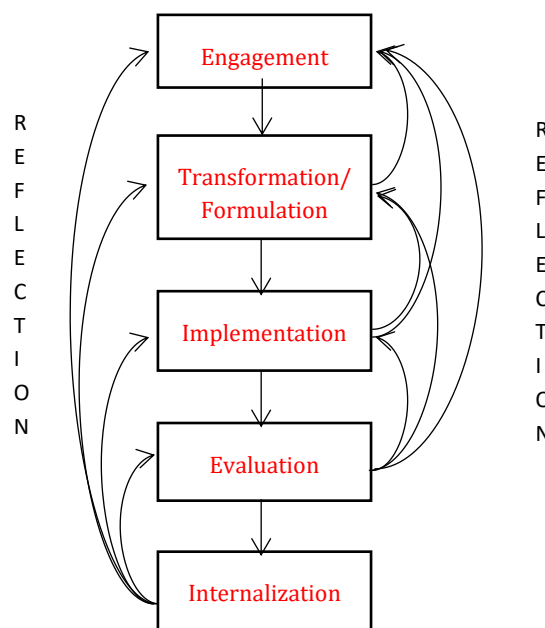 Engagement
R
E
F
L
E
C
T
I
O
N
Transformation/
Formulation
Implementation
Evaluation
Internalization
R
E
F
L
E
C
T
I
O
N